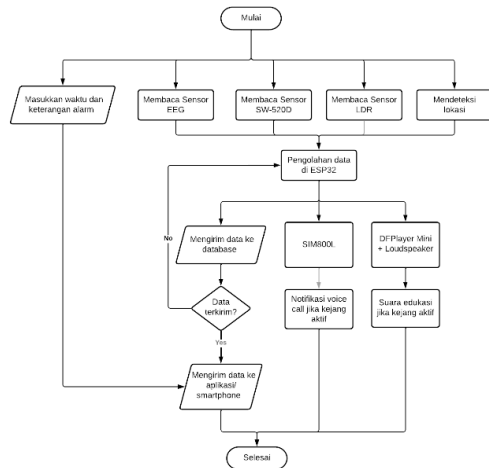 Mulai
Masukkan waktu dan
keterangan alarm
Membaca Sensor
EEG
Membaca Sensor
SW-520D
Membaca Sensor
LDR
Mendeteksi
lokasi
Pengolahan data
di ESP32
No
Mengirim data ke
database
SIM800L
DFPlayer Mini
+ Loudspeaker
Data
terkirim?
Notifikasi voice
call jika kejang
aktif
Suara edukasi
jika kejang aktif
Yes
Mengirim data ke
aplikasi/
smartphone
Selesai